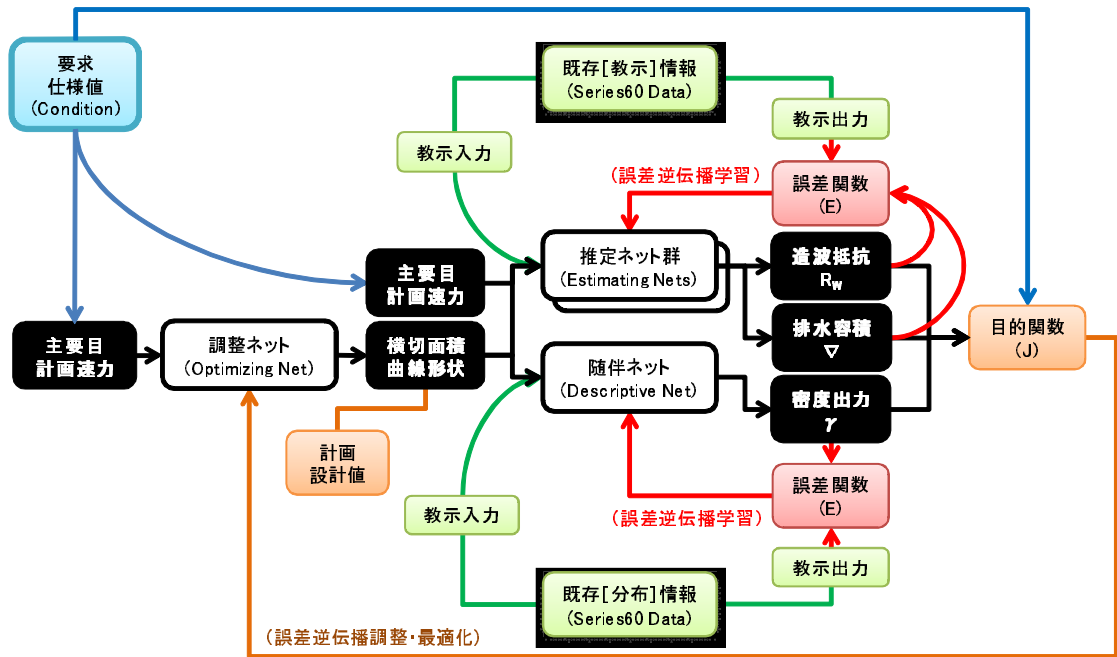 要求
仕様値
(Condition)
既存[教示]情報
(Series60 Data)
教示入力
教示出力
(誤差逆伝播学習)
誤差関数
(E)
主要目
計画速力
推定ネット群
(Estimating Nets)
造波抵抗
RW
主要目
計画速力
調整ネット
(Optimizing Net)
横切面積
曲線形状
排水容積
▽
目的関数
(J)
随伴ネット
(Descriptive Net)
密度出力
γ
計画
設計値
誤差関数
(E)
教示入力
(誤差逆伝播学習)
教示出力
既存[分布]情報
(Series60 Data)
(誤差逆伝播調整・最適化)